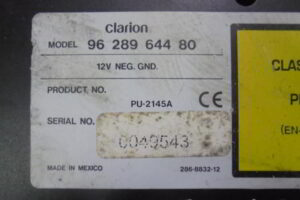 clarion
MODEL 96 289 644 80
12V NEG. GND.
PRODUCT NO.
PU-2145A
CE
SERIAL NO.
0049543
MADE IN MEXICO
286-8832-12
CLAS
P
(EN-